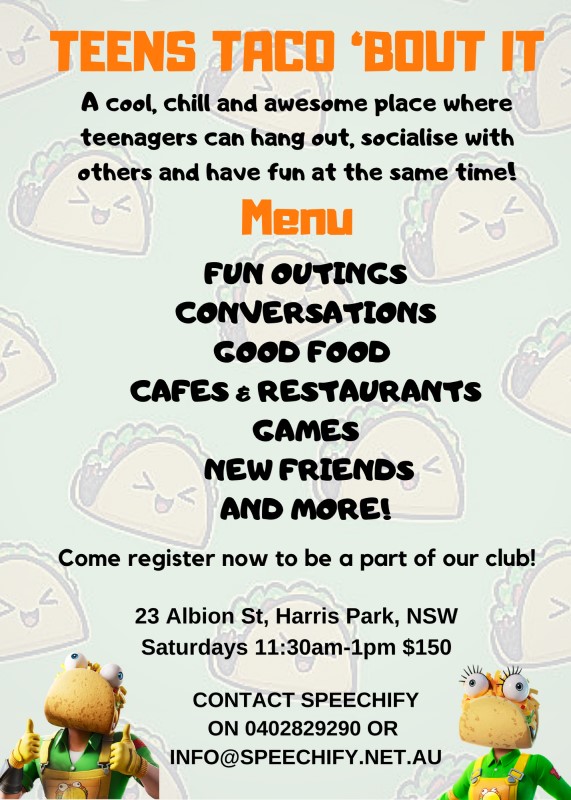 TEENS TACO 'BOUT IT
A cool, chill and awesome place where
teenagers can hang out, socialise with
others and have fun at the same time!
Menu
FUN OUTINGS
CONVERSATIONS
GOOD FOOD
CAFES & RESTAURANTS
GAMES
NEW FRIENDS
AND MORE!
Come register now to be a part of our club!
23 Albion St, Harris Park, NSW
Saturdays 11:30am-1pm $150
CONTACT SPEECHIFY
ON 0402829290 OR
INFO@SPEECHIFY.NET.AU